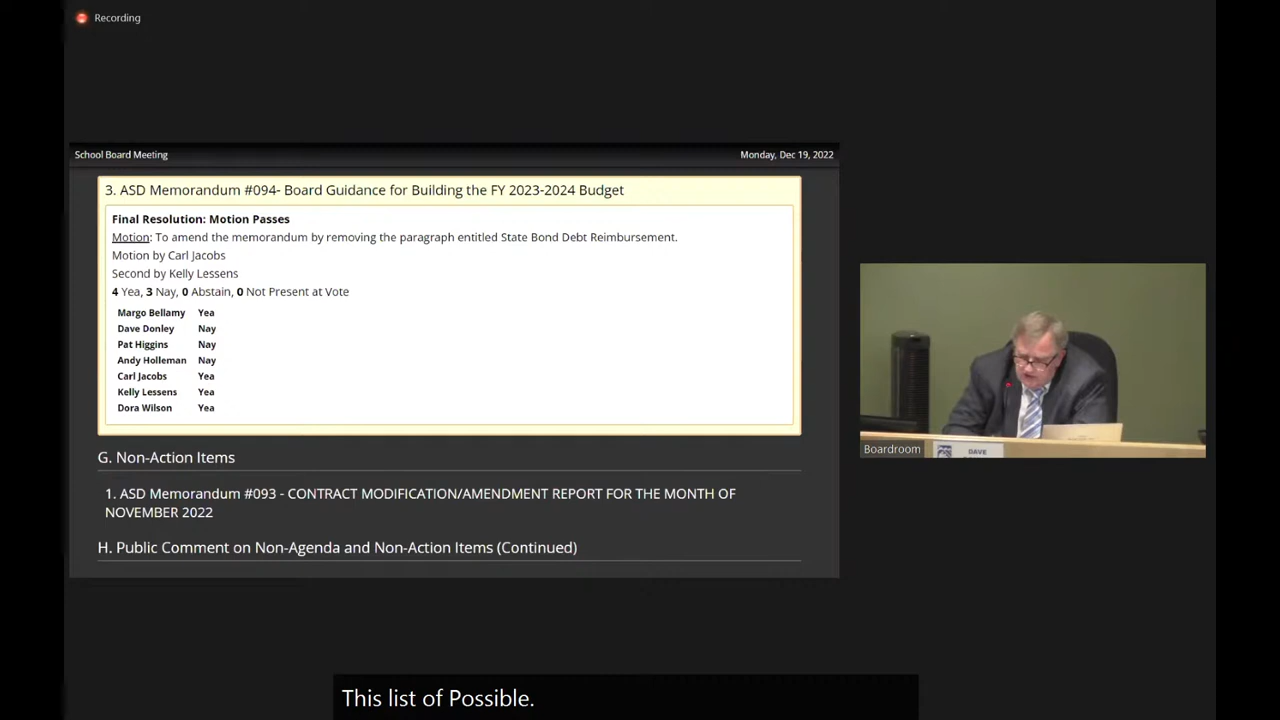 Recording
School Board Meeting
Monday, Dec 19, 2022
3. ASD Memorandum #094- Board Guidance for Building the FY 2023-2024 Budget
Final Resolution: Motion Passes
Motion: To amend the memorandum by removing the paragraph entitled State Bond Debt Reimbursement.
Motion by Carl Jacobs
Second by Kelly Lessens
4 Yea, 3 Nay, 0 Abstain, 0 Not Present at Vote
Margo Bellamy Yea
Dave Donley Nay
Pat Higgins Nay
Andy Holleman Nay
Carl Jacobs Yea
Kelly Lessens Yea
Dora Wilson Yea
G. Non-Action Items
1. ASD Memorandum #093 - CONTRACT MODIFICATION/AMENDMENT REPORT FOR THE MONTH OF
NOVEMBER 2022
H. Public Comment on Non-Agenda and Non-Action Items (Continued)
DAVE
Boardroom
This list of Possible.